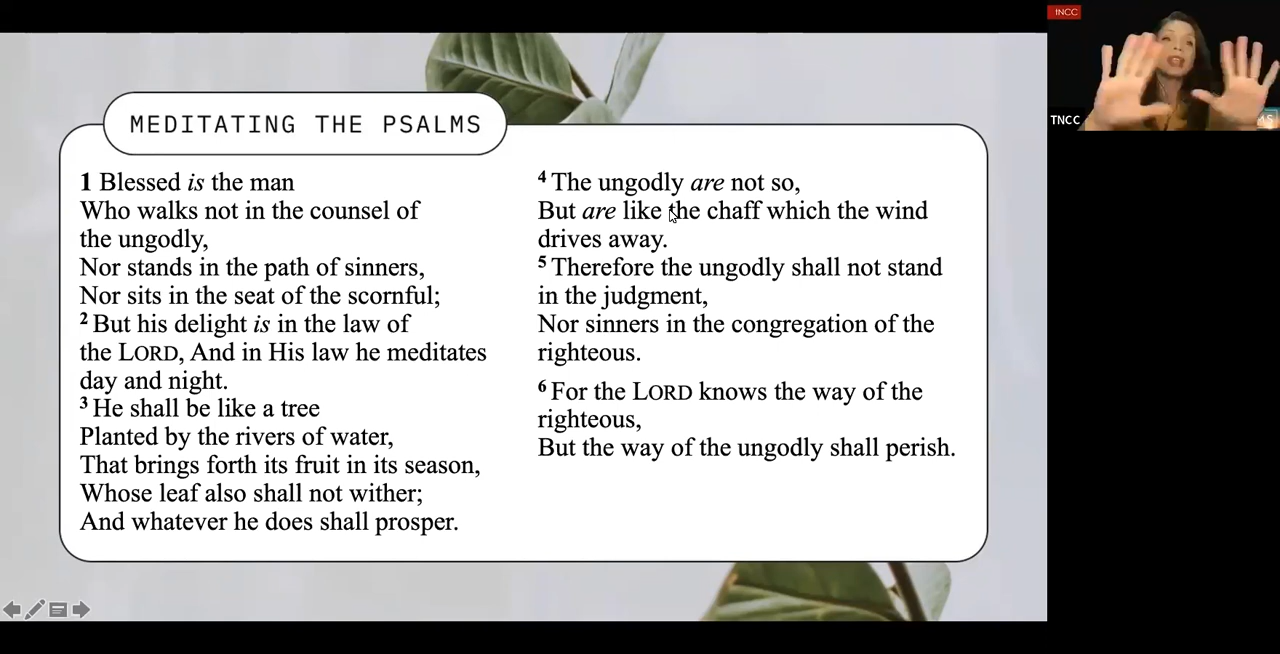 MEDITATING THE PSALMS
1 Blessed is the man
Who walks not in the counsel of
the ungodly,
Nor stands in the path of sinners,
Nor sits in the seat of the scornful;
2 But his delight is in the law of
the LORD, And in His law he meditates
day and night.
3 He shall be like a tree
Planted by the rivers of water,
That brings forth its fruit in its season,
Whose leaf also shall not wither;
And whatever he does shall prosper.
4 The ungodly are not so,
But are like the chaff which the wind
drives away.
5 Therefore the ungodly shall not stand
in the judgment,
Nor sinners in the congregation of the
righteous.
6 For the LORD knows the way of the
righteous,
But the way of the ungodly shall perish.
TNCC